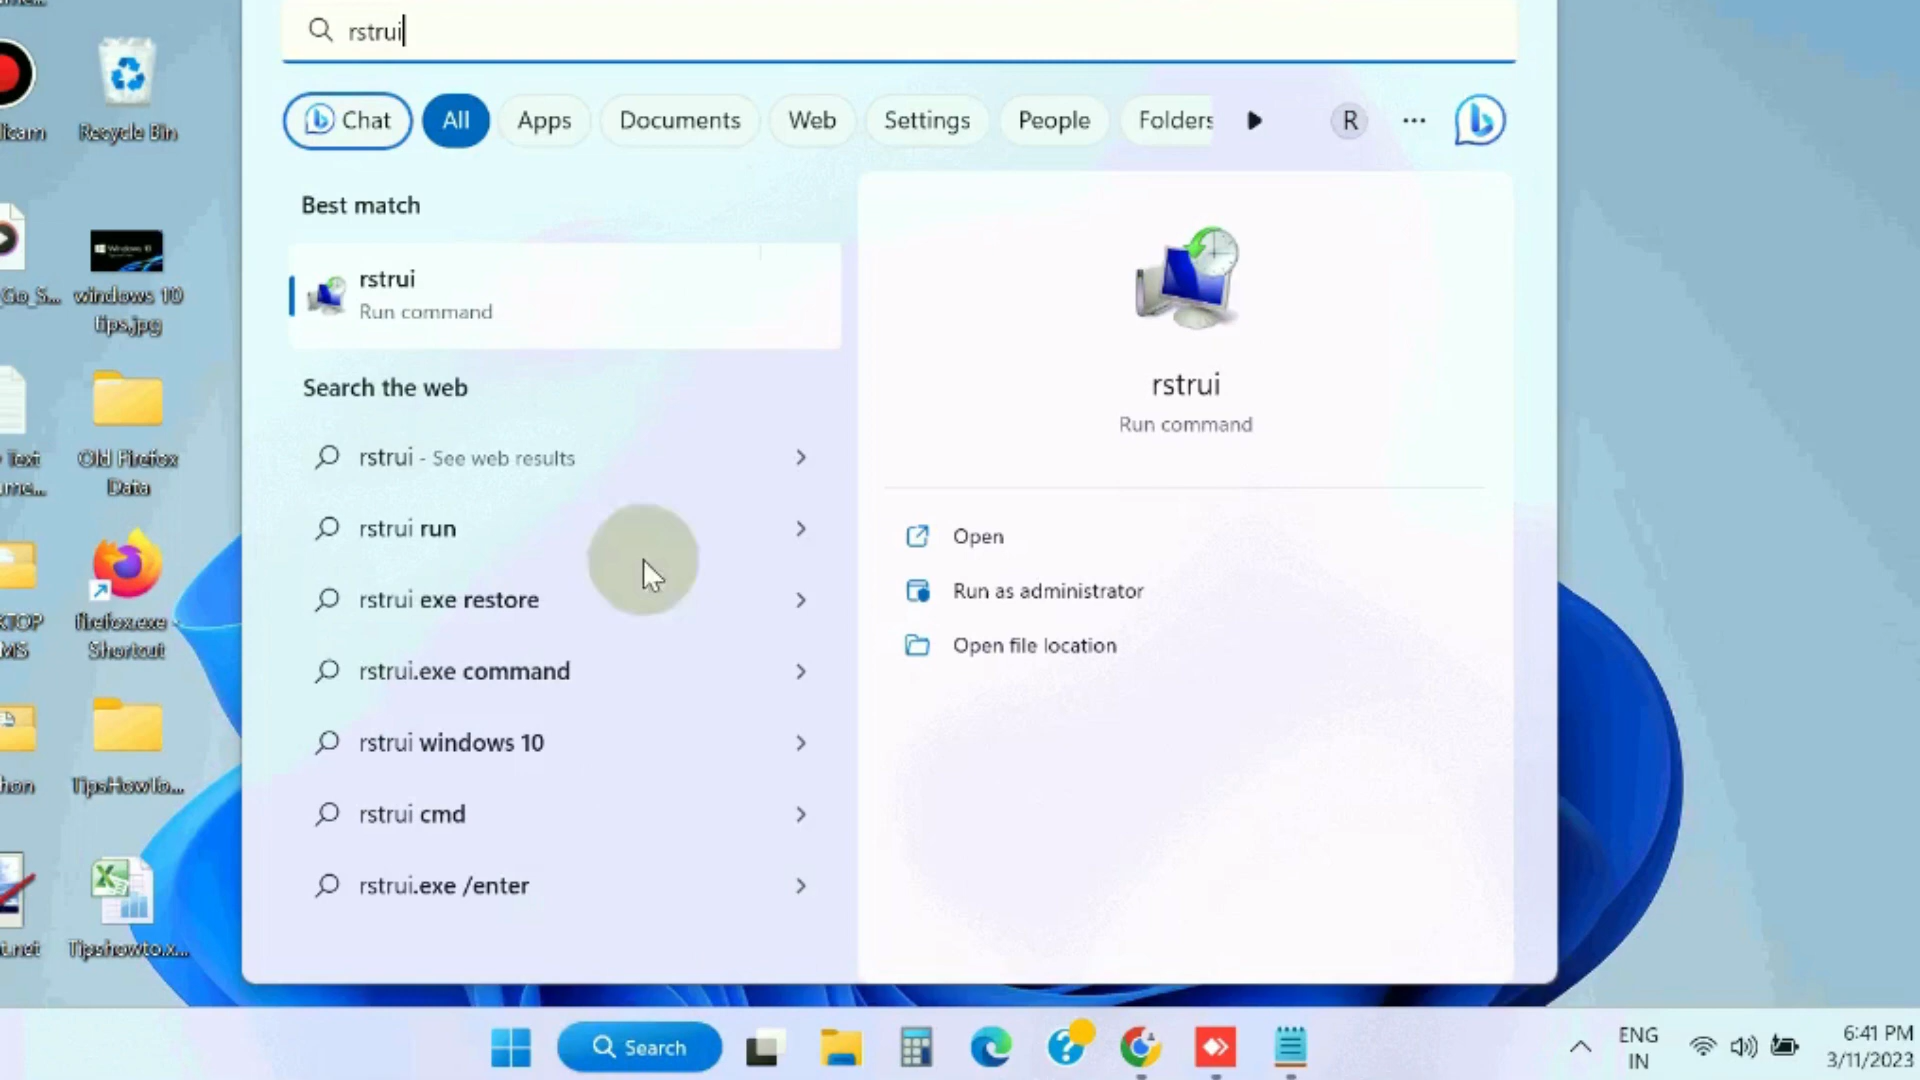 rstrui
Chat
All
Apps
Documents
Web
Settings
People
Folders
R
...
Recycle Bin
Best match
rstrui
Run command
windows 10
tips.jpg
Search the web
rstrui - See web results
rstrui run
rstrui exe restore
rstrui.exe command
rstrui windows 10
rstrui cmd
rstrui.exe /enter
rstrui
Run command
Open
Run as administrator
Open file location
Old Firefox
Data
firefox.exe -
Shortcut
TipsHowTo...
Tipshowto.x...
Search
ENG
IN
6:41 PM
3/11/2023